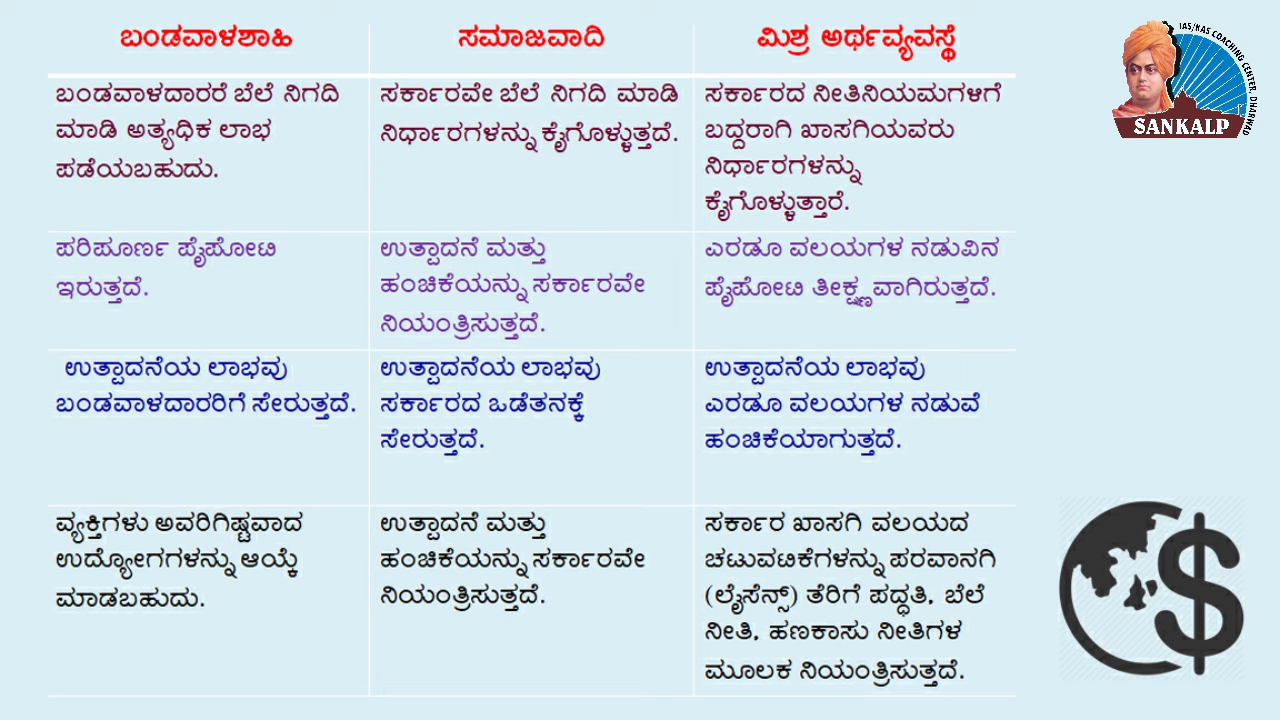 ಬಂಡವಾಳಶಾಹಿ
ಸಮಾಜವಾದಿ
ಮಿಶ್ರ ಅರ್ಥವ್ಯವಸ್ಥೆ
ಬಂಡವಾಳದಾರರೆ ಬೆಲೆ ನಿಗದಿ
ಮಾಡಿ ಅತ್ಯಧಿಕ ಲಾಭ
ಪಡೆಯಬಹುದು.
ಸರ್ಕಾರವೇ ಬೆಲೆ ನಿಗದಿ ಮಾಡಿ
ನಿರ್ಧಾರಗಳನ್ನು ಕೈಗೊಳ್ಳುತ್ತದೆ.
ಸರ್ಕಾರದ ನೀತಿನಿಯಮಗಳಿಗೆ
ಬದ್ದರಾಗಿ ಖಾಸಗಿಯವರು
ನಿರ್ಧಾರಗಳನ್ನು
ಕೈಗೊಳ್ಳುತ್ತಾರೆ.
ಪರಿಪೂರ್ಣ ಪೈಪೋಟಿ
ಇರುತ್ತದೆ.
ಉತ್ಪಾದನೆ ಮತ್ತು
ಹಂಚಿಕೆಯನ್ನು ಸರ್ಕಾರವೇ
ನಿಯಂತ್ರಿಸುತ್ತದೆ.
ಎರಡೂ ವಲಯಗಳ ನಡುವಿನ
ಪೈಪೋಟಿ ತೀಕ್ಷ್ಣವಾಗಿರುತ್ತದೆ.
ಉತ್ಪಾದನೆಯ ಲಾಭವು
ಬಂಡವಾಳದಾರರಿಗೆ ಸೇರುತ್ತದೆ.
ಉತ್ಪಾದನೆಯ ಲಾಭವು
ಸರ್ಕಾರದ ಒಡೆತನಕ್ಕೆ
ಸೇರುತ್ತದೆ.
ಉತ್ಪಾದನೆಯ ಲಾಭವು
ಎರಡೂ ವಲಯಗಳ ನಡುವೆ
ಹಂಚಿಕೆಯಾಗುತ್ತದೆ.
ವ್ಯಕ್ತಿಗಳು ಅವರಿಗಿಷ್ಟವಾದ
ಉದ್ಯೋಗಗಳನ್ನು ಆಯ್ಕೆ
ಮಾಡಬಹುದು.
ಉತ್ಪಾದನೆ ಮತ್ತು
ಹಂಚಿಕೆಯನ್ನು ಸರ್ಕಾರವೇ
ನಿಯಂತ್ರಿಸುತ್ತದೆ.
ಸರ್ಕಾರ ಖಾಸಗಿ ವಲಯದ
ಚಟುವಟಿಕೆಗಳನ್ನು ಪರವಾನಗಿ
(ಲೈಸೆನ್ಸ್) ತೆರಿಗೆ ಪದ್ಧತಿ, ಬೆಲೆ
ನೀತಿ, ಹಣಕಾಸು ನೀತಿಗಳ
ಮೂಲಕ ನಿಯಂತ್ರಿಸುತ್ತದೆ.
IAS/KAS COACHING CENTER, DHARWAD
SANKALP
$